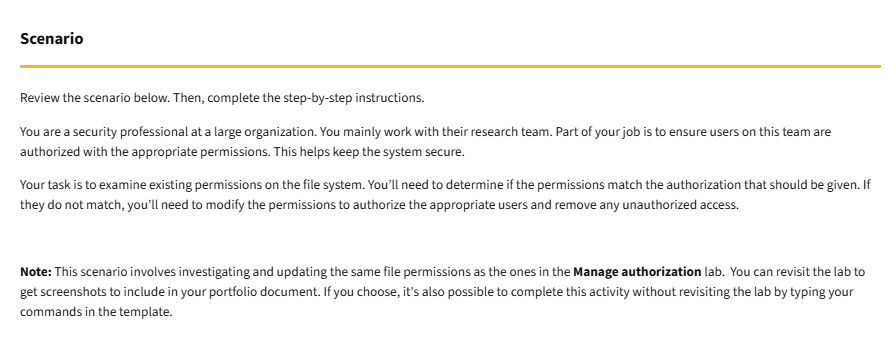 Scenario
Review the scenario below. Then, complete the step-by-step instructions.
You are a security professional at a large organization. You mainly work with their research team. Part of your job is to ensure users on this team are
authorized with the appropriate permissions. This helps keep the system secure.
Your task is to examine existing permissions on the file system. You’ll need to determine if the permissions match the authorization that should be given. If
they do not match, you’ll need to modify the permissions to authorize the appropriate users and remove any unauthorized access.
Note: This scenario involves investigating and updating the same file permissions as the ones in the Manage authorization lab. You can revisit the lab to
get screenshots to include in your portfolio document. If you choose, it's also possible to complete this activity without revisiting the lab by typing your
commands in the template.